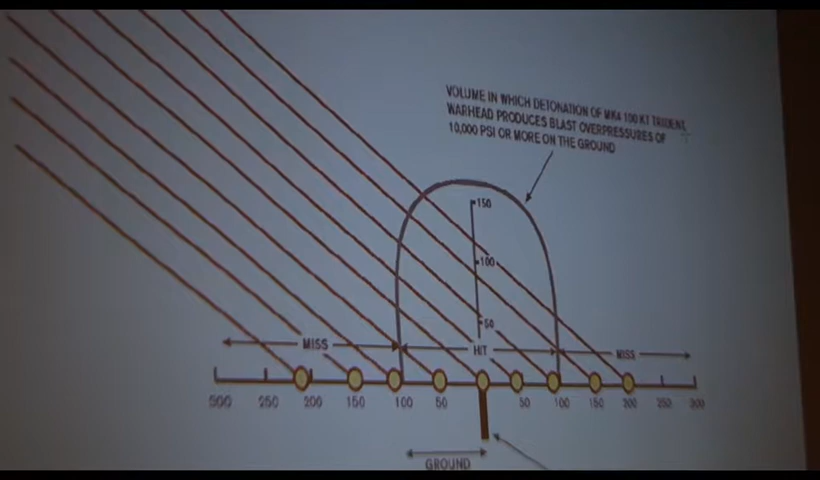 VOLUME IN WHICH DETONATION OF MK4 100 KT TRIDENT
WARHEAD PRODUCES BLAST OVERPRESSURES OF
10,000 PSI OR MORE ON THE GROUND
150
100
50
MISS HIT MISS
500 250 200 150 100 50 50 100 150 200 250 200
GROUND